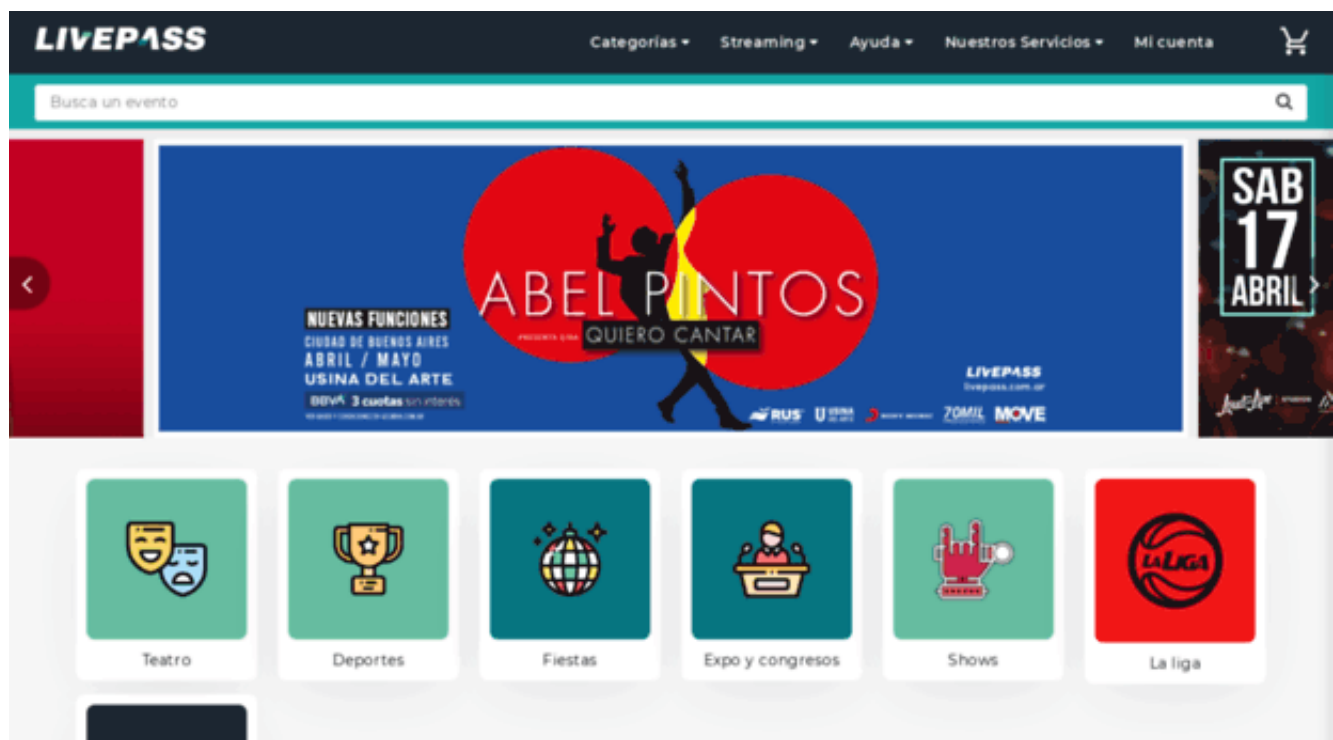 LIVEPASS
Categorías Streaming Ayuda Nuestros Servicios Mi cuenta
Busca un evento
ABEL PINTOS
QUIERO CANTAR
NUEVAS FUNCIONES
CIUDAD DE BUENOS AIRES
ABRIL / MAYO
USINA DEL ARTE
BBVA 3 cuotas sin interés
LIVEPASS
livepass.com.ar
RUS
70MIL MOVE
SAB
17
ABRIL
LA LIGA
Teatro Deportes Fiestas Expo y congresos Shows La liga